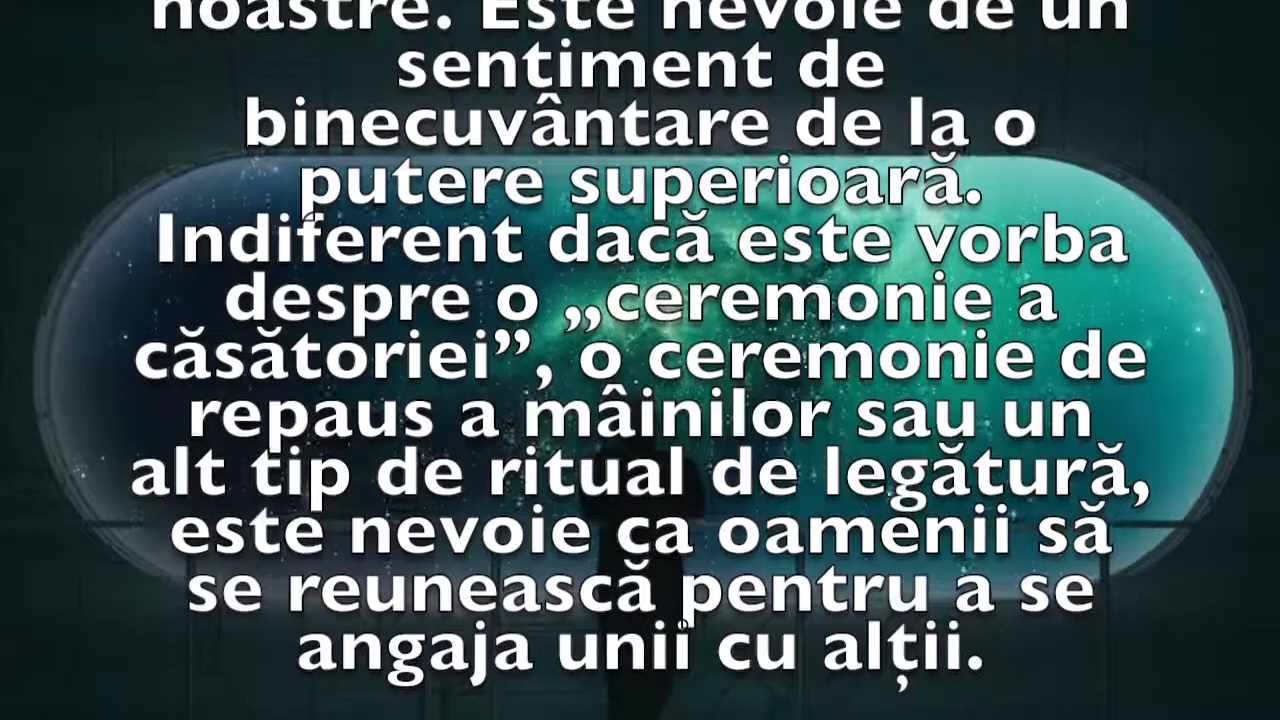 noastre. Este nevoie de un
sentiment de
binecuvântare de la o
putere superioară.
Indiferent dacă este vorba
despre o „ceremonie a
căsătoriei”, o ceremonie de
repaus a mâinilor sau un
alt tip de ritual de legătură,
este nevoie ca oamenii să
se reunească pentru a se
angaja unii cu alții.